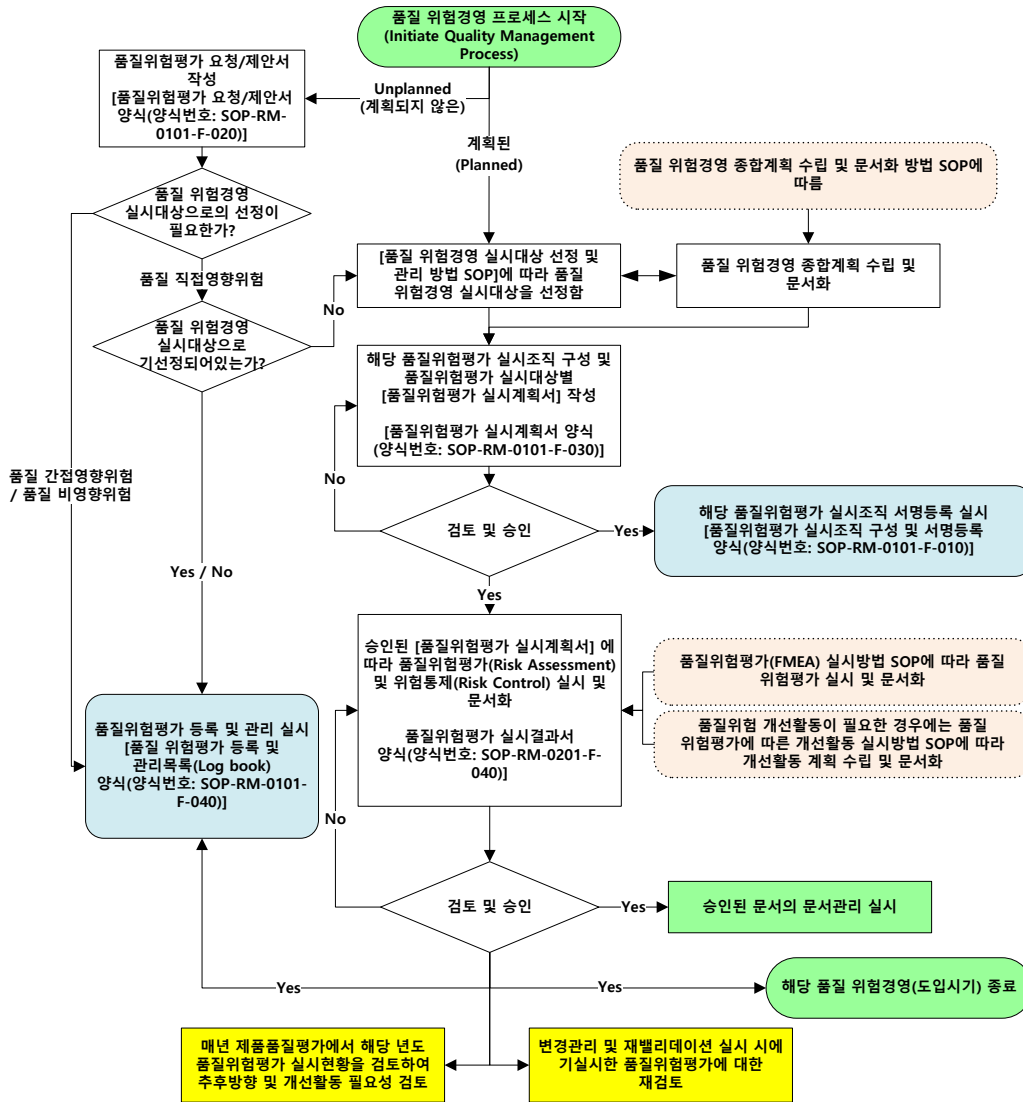 품질 위험경영 프로세스 시작
(Initiate Quality Management
Process)
품질위험평가 요청/제안서
작성
[품질위험평가 요청/제안서
양식(양식번호: SOP-RM-
0101-F-020)]
Unplanned
(계획되지 않은)
계획된
(Planned)
품질 위험경영 종합계획 수립 및 문서화 방법 SOP에
따름
품질 위험경영
실시대상으로의 선정이
필요한가?
[품질 위험경영 실시대상 선정 및
관리 방법 SOP]에 따라 품질
위험경영 실시대상을 선정함
품질 위험경영 종합계획 수립 및
문서화
품질 직접영향위험
No
품질 위험경영
실시대상으로
기선정되어있는가?
해당 품질위험평가 실시조직 구성 및
품질위험평가 실시대상별
[품질위험평가 실시계획서] 작성
[품질위험평가 실시계획서 양식
(양식번호: SOP-RM-0101-F-030)]
품질 간접영향위험
/ 품질 비영향위험
No
검토 및 승인
Yes
해당 품질위험평가 실시조직 서명등록 실시
[품질위험평가 실시조직 구성 및 서명등록
양식(양식번호: SOP-RM-0101-F-010)]
Yes / No
Yes
승인된 [품질위험평가 실시계획서] 에
따라 품질위험평가(Risk Assessment)
및 위험통제(Risk Control) 실시 및
문서화
품질위험평가 실시결과서
양식(양식번호: SOP-RM-0201-F-
040)]
품질위험평가(FMEA) 실시방법 SOP에 따라 품질
위험평가 실시 및 문서화
품질위험 개선활동이 필요한 경우에는 품질
위험평가에 따른 개선활동 실시방법 SOP에 따라
개선활동 계획 수립 및 문서화
품질위험평가 등록 및 관리 실시
[품질 위험평가 등록 및
관리목록(Log book)
양식(양식번호: SOP-RM-0101-
F-040)]
No
검토 및 승인
Yes
승인된 문서의 문서관리 실시
Yes
Yes
해당 품질 위험경영(도입시기) 종료
매년 제품품질평가에서 해당 년도
품질위험평가 실시현황을 검토하여
추후방향 및 개선활동 필요성 검토
변경관리 및 재밸리데이션 실시 시에
기실시한 품질위험평가에 대한
재검토